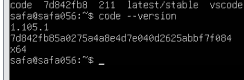 code 7d842fb8 211 latest/stable vscode
safa@safa056:~$ code --version
1.105.1
7d842fb85a0275a4a8e4d7e040d2625abbf7f084
x64
safa@safa056:~$ _